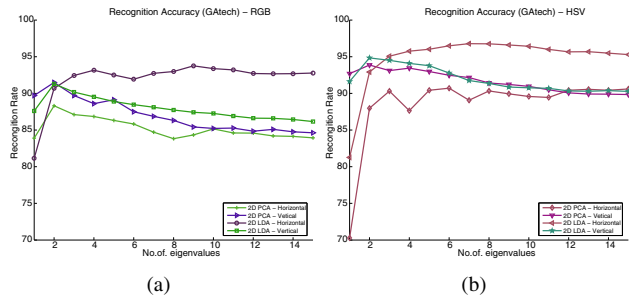 Recognition Accuracy (GAtech) – RGB
100
95
90
85
80
75
70
Recongition Rate
2 4 6 8 10 12 14
No.of. eigenvalues
2D PCA – Horizontal
2D PCA – Vetical
2D LDA – Horizontal
2D LDA – Vertical
(a)
Recognition Accuracy (GAtech) – HSV
100
95
90
85
80
75
70
Recongition Rate
2 4 6 8 10 12 14
No.of. eigenvalues
2D PCA – Horizontal
2D PCA – Vertical
2D LDA – Horizontal
2D LDA – Vertical
(b)